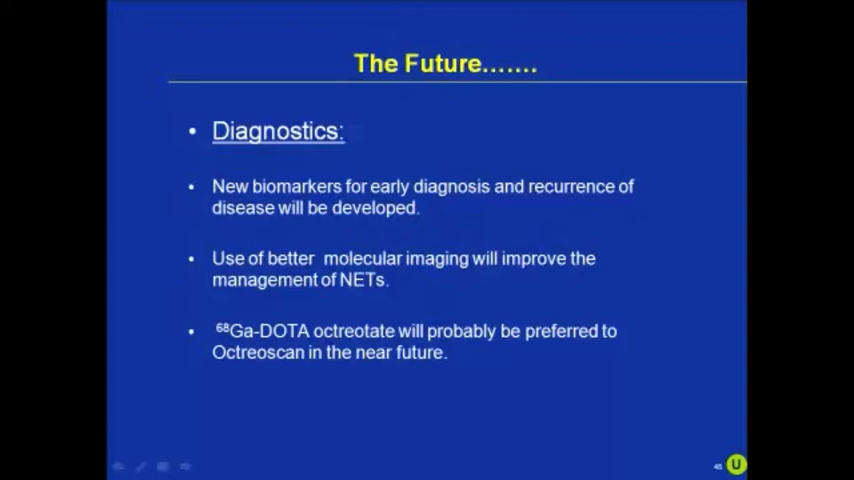 The Future.......
• Diagnostics:
• New biomarkers for early diagnosis and recurrence of
disease will be developed.
• Use of better  molecular imaging will improve the
management of NETs.
• ⁶⁸Ga-DOTA octreotate will probably be preferred to
Octreoscan in the near future.
45 U